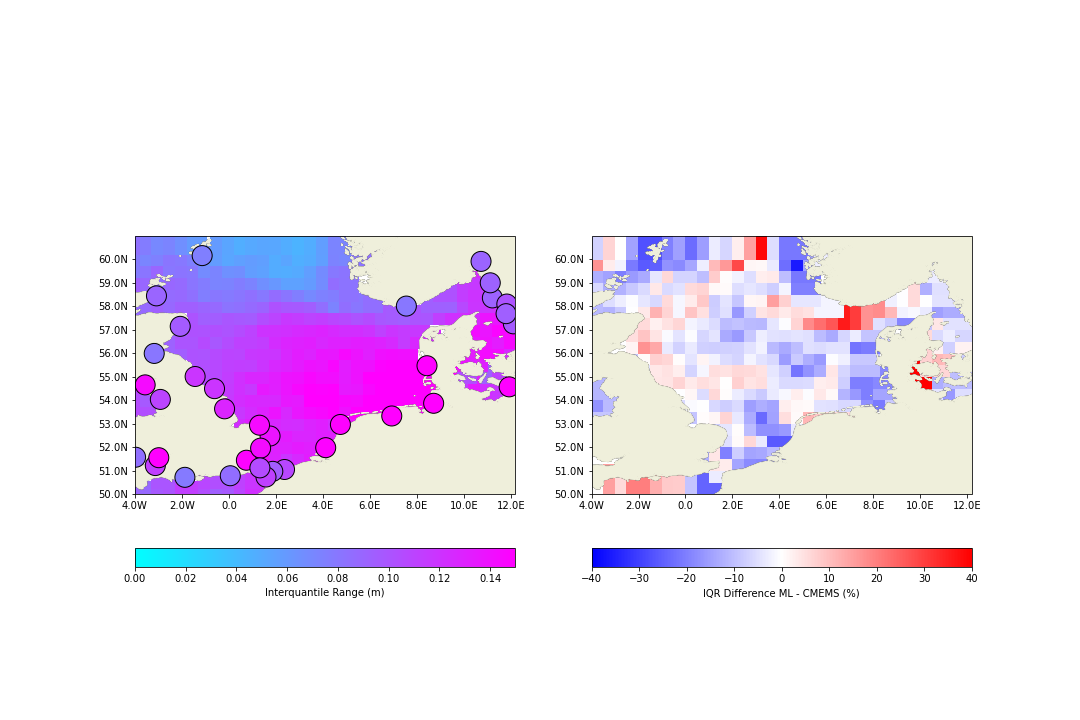 60.0N
59.0N
58.0N
57.0N
56.0N
55.0N
54.0N
53.0N
52.0N
51.0N
50.0N
4.0W 2.0W 0.0 2.0E 4.0E 6.0E 8.0E 10.0E 12.0E
0.00 0.02 0.04 0.06 0.08 0.10 0.12 0.14
Interquantile Range (m)
60.0N
59.0N
58.0N
57.0N
56.0N
55.0N
54.0N
53.0N
52.0N
51.0N
50.0N
4.0W 2.0W 0.0 2.0E 4.0E 6.0E 8.0E 10.0E 12.0E
−40 −30 −20 −10 0 10 20 30 40
IQR Difference ML - CMEMS (%)